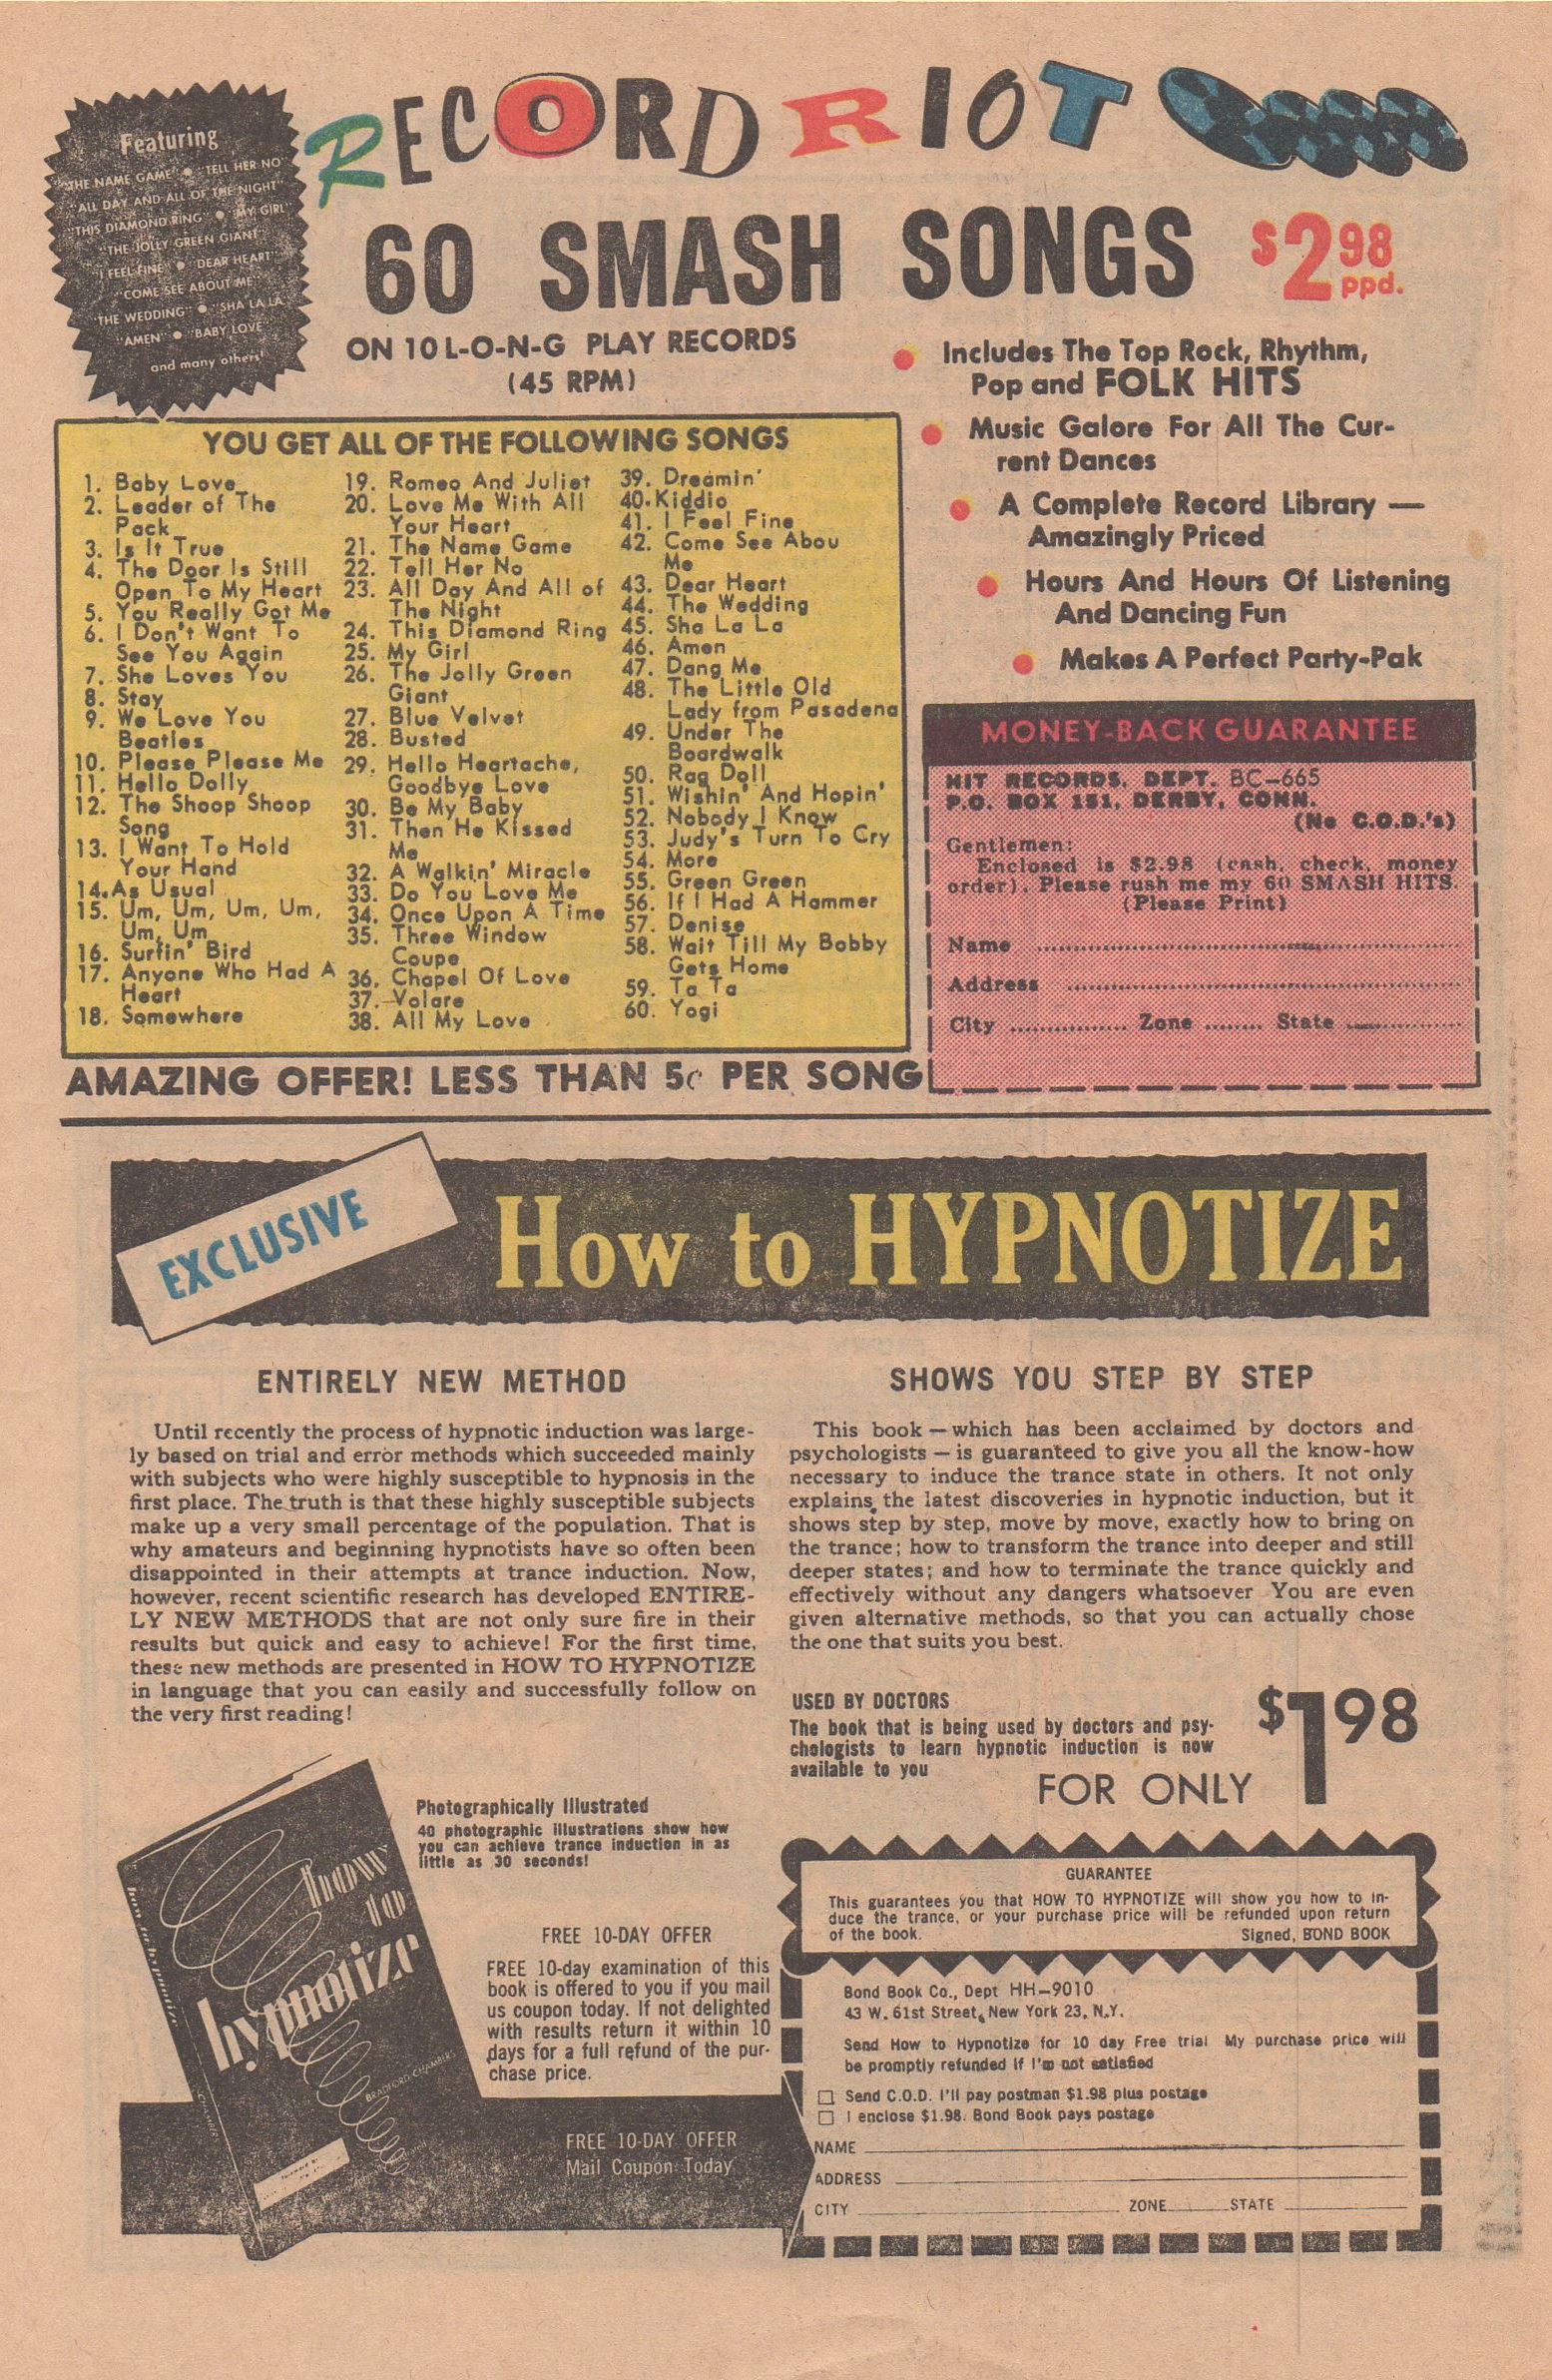 Featuring
"THE NAME GAME" ● "TELL HER NO"
"ALL DAY AND ALL OF THE NIGHT"
"THIS DIAMOND RING ● "MY GIRL"
"THE JOLLY GREEN GIANT"
"I FEEL FINE" ● "DEAR HEART"
"COME SEE ABOUT ME"
"THE WEDDING" ● "SHA LA LA
"AMEN" ● "BABY LOVE
and many others!
RECORD RIOT
60 SMASH SONGS $2.98 ppd.
ON 10 L-O-N-G PLAY RECORDS
(45 RPM)
● Includes The Top Rock, Rhythm,
Pop and FOLK HITS
● Music Galore For All The Cur-
rent Dances
● A Complete Record Library —
Amazingly Priced
● Hours And Hours Of Listening
And Dancing Fun
● Makes A Perfect Party-Pak
YOU GET ALL OF THE FOLLOWING SONGS
1. Baby Love
2. Leader of The
Pack
3. Is It True
4. The Door Is Still
Open To My Heart
5. You Really Got Me
6. I Don't Want To
See You Again
7. She Loves You
8. Stay
9. We Love You
Beatles
10. Please Please Me
11. Hello Dolly
12. The Shoop Shoop
Song
13. I Want To Hold
Your Hand
14. As Usual
15. Um, Um, Um, Um,
Um, Um
16. Surfin' Bird
17. Anyone Who Had A
Heart
18. Somewhere
19. Romeo And Juliet
20. Love Me With All
Your Heart
21. The Name Game
22. Tell Her No
23. All Day And All of
The Night
24. This Diamond Ring
25. My Girl
26. The Jolly Green
Giant
27. Blue Velvet
28. Busted
29. Hello Heartache,
Goodbye Love
30. Be My Baby
31. Then He Kissed
Me
32. A Walkin' Miracle
33. Do You Love Me
34. Once Upon A Time
35. Three Window
Coupe
36. Chapel Of Love
37. Volare
38. All My Love
39. Dreamin'
40. Kiddio
41. I Feel Fine
42. Come See Abou
Me
43. Dear Heart
44. The Wedding
45. Sha La La
46. Amen
47. Dang Me
48. The Little Old
Lady from Pasadena
49. Under The
Boardwalk
50. Rag Doll
51. Wishin' And Hopin'
52. Nobody I Know
53. Judy's Turn To Cry
54. More
55. Green Green
56. If I Had A Hammer
57. Denise
58. Wait Till My Bobby
Gets Home
59. Ta Ta
60. Yogi
AMAZING OFFER! LESS THAN 5¢ PER SONG
MONEY-BACK GUARANTEE
HIT RECORDS, DEPT. BC-665
P.O. BOX 151, DERBY, CONN.
(No C.O.D.'s)
Gentlemen:
Enclosed is $2.98 (cash, check, money
order). Please rush me my 60 SMASH HITS.
(Please Print)
Name
Address
City Zone State
EXCLUSIVE
How to HYPNOTIZE
ENTIRELY NEW METHOD
Until recently the process of hypnotic induction was large-
ly based on trial and error methods which succeeded mainly
with subjects who were highly susceptible to hypnosis in the
first place. The truth is that these highly susceptible subjects
make up a very small percentage of the population. That is
why amateurs and beginning hypnotists have so often been
disappointed in their attempts at trance induction. Now,
however, recent scientific research has developed ENTIRE-
LY NEW METHODS that are not only sure fire in their
results but quick and easy to achieve! For the first time,
these new methods are presented in HOW TO HYPNOTIZE
in language that you can easily and successfully follow on
the very first reading!
SHOWS YOU STEP BY STEP
This book — which has been acclaimed by doctors and
psychologists — is guaranteed to give you all the know-how
necessary to induce the trance state in others. It not only
explains the latest discoveries in hypnotic induction, but it
shows step by step, move by move, exactly how to bring on
the trance; how to transform the trance into deeper and still
deeper states; and how to terminate the trance quickly and
effectively without any dangers whatsoever You are even
given alternative methods, so that you can actually chose
the one that suits you best.
USED BY DOCTORS
The book that is being used by doctors and psy-
chologists to learn hypnotic induction is now
available to you
FOR ONLY $1.98
how
to
hypnotize
BRADFORD CHAMBERS
how to hypnotize
CHAMBERS
Photographically Illustrated
40 photographic illustrations show how
you can achieve trance induction in as
little as 30 seconds!
FREE 10-DAY OFFER
FREE 10-day examination of this
book is offered to you if you mail
us coupon today. If not delighted
with results return it within 10
days for a full refund of the pur-
chase price.
FREE 10-DAY OFFER
Mail Coupon Today
GUARANTEE
This guarantees you that HOW TO HYPNOTIZE will show you how to in-
duce the trance, or your purchase price will be refunded upon return
of the book. Signed, BOND BOOK
Bond Book Co., Dept HH-9010
43 W. 61st Street, New York 23, N.Y.
Send How to Hypnotize for 10 day Free trial My purchase price will
be promptly refunded if I'm not satisfied
☐ Send C.O.D. I'll pay postman $1.98 plus postage
☐ I enclose $1.98. Bond Book pays postage
NAME
ADDRESS
CITY ZONE STATE